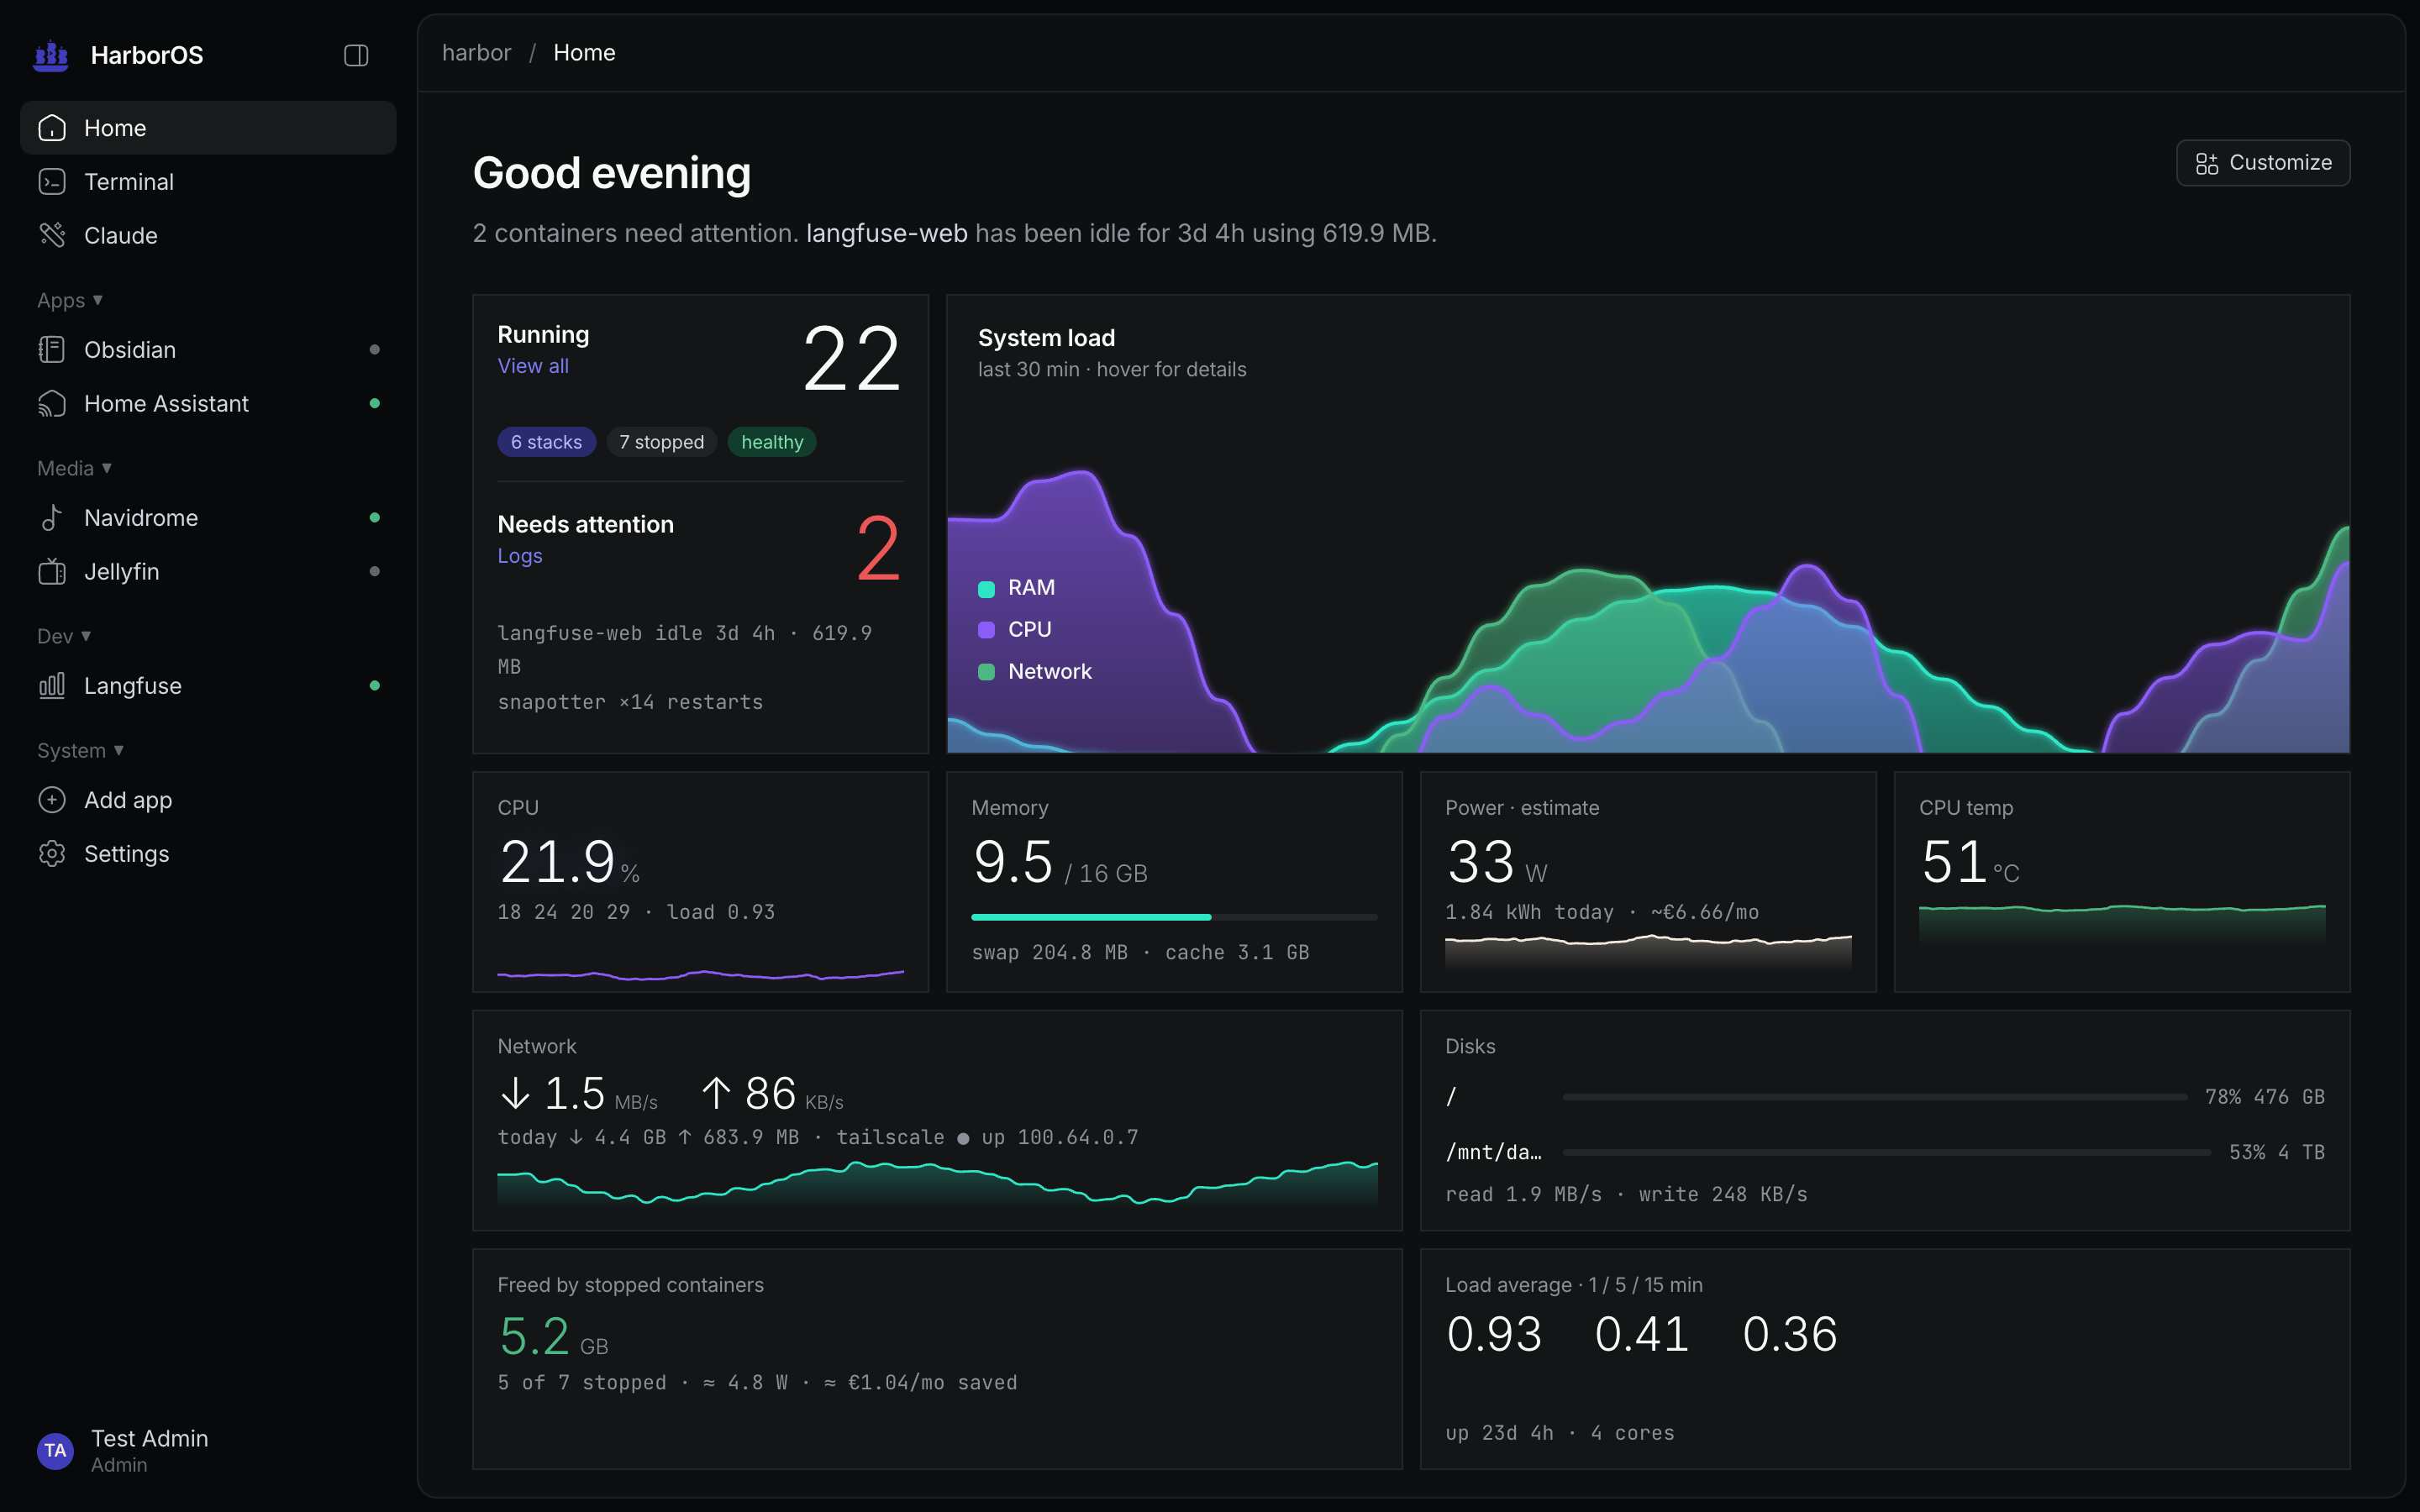 HarborOS
Home
Terminal
Claude
Apps ▾
Obsidian
Home Assistant
Media ▾
Navidrome
Jellyfin
Dev ▾
Langfuse
System ▾
Add app
Settings
TA
Test Admin
Admin
harbor / Home
Good evening
Customize
2 containers need attention. langfuse-web has been idle for 3d 4h using 619.9 MB.
Running
View all
22
6 stacks
7 stopped
healthy
Needs attention
Logs
2
langfuse-web idle 3d 4h · 619.9
MB
snapotter ×14 restarts
System load
last 30 min · hover for details
RAM
CPU
Network
CPU
21.9 %
18 24 20 29 · load 0.93
Memory
9.5 / 16 GB
swap 204.8 MB · cache 3.1 GB
Power · estimate
33 W
1.84 kWh today · ~€6.66/mo
CPU temp
51 °C
Network
↓ 1.5 MB/s ↑ 86 KB/s
today ↓ 4.4 GB ↑ 683.9 MB · tailscale ● up 100.64.0.7
Disks
/ 78% 476 GB
/mnt/da… 53% 4 TB
read 1.9 MB/s · write 248 KB/s
Freed by stopped containers
5.2 GB
5 of 7 stopped · ≈ 4.8 W · ≈ €1.04/mo saved
Load average · 1 / 5 / 15 min
0.93 0.41 0.36
up 23d 4h · 4 cores